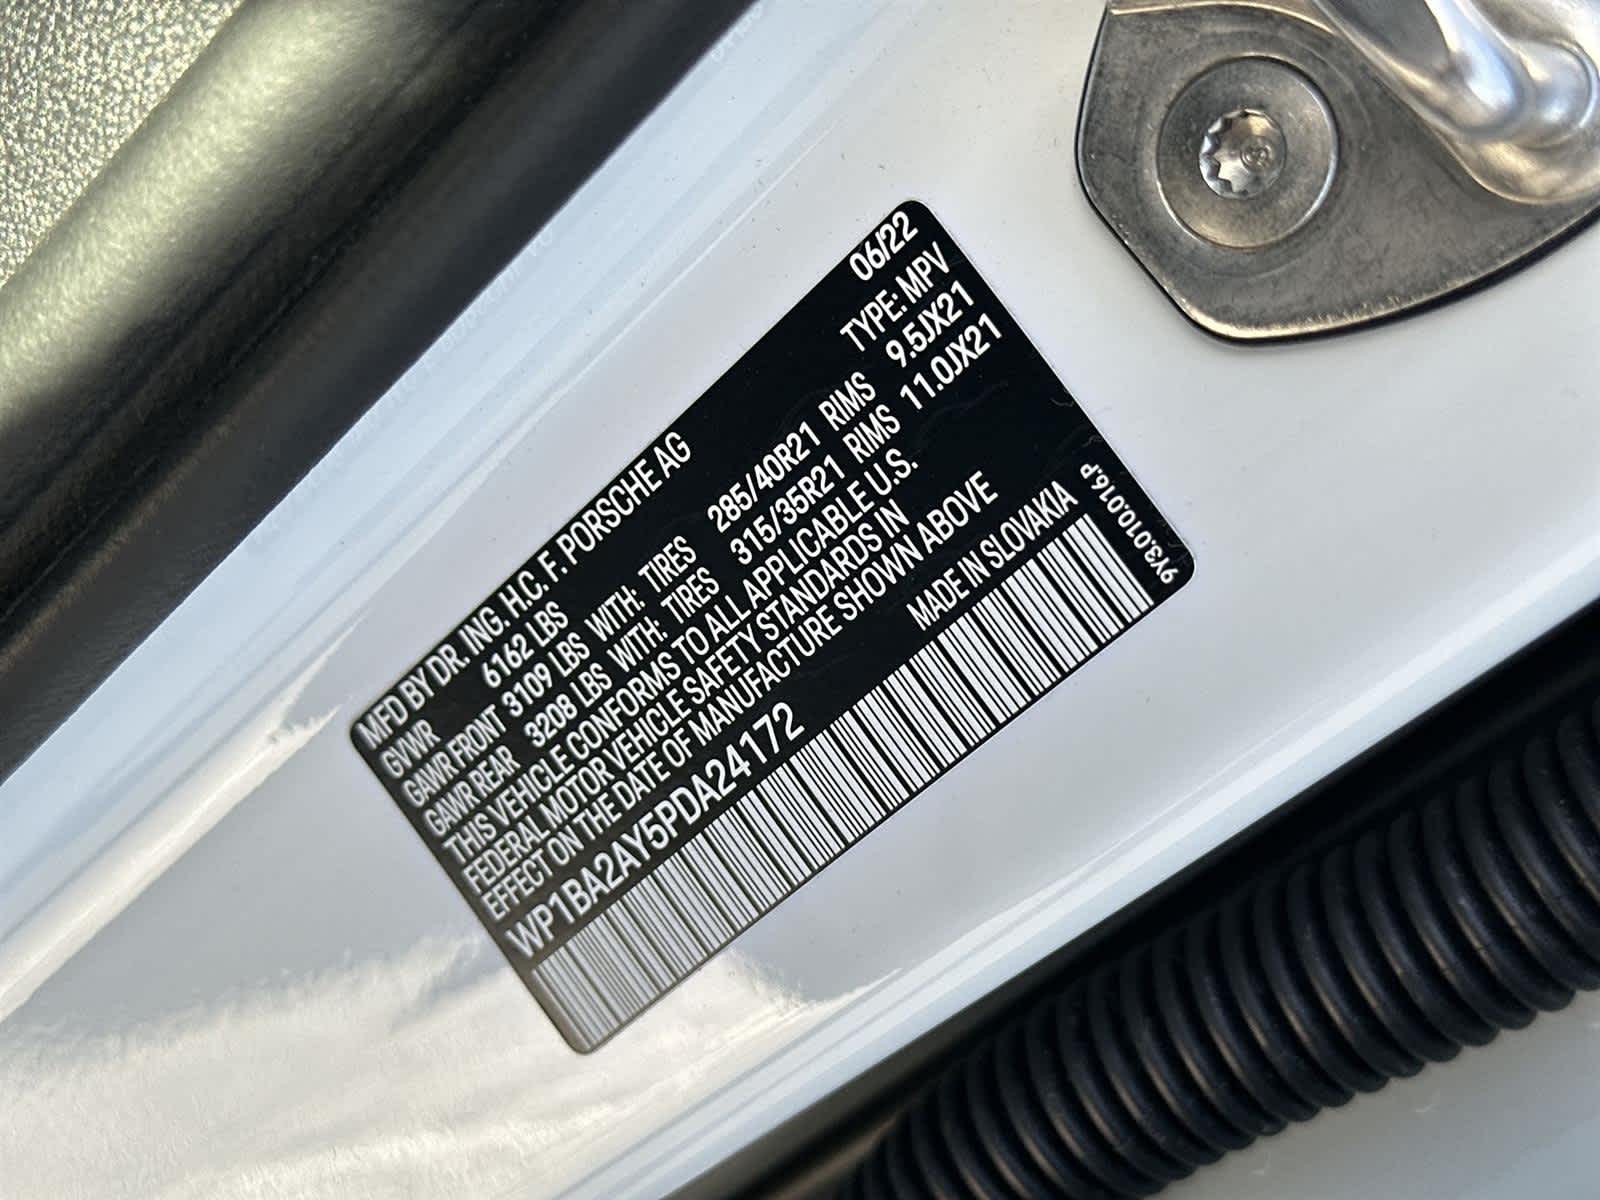 MFD BY DR. ING. H.C. F. PORSCHE AG 06/22
GVWR 6162 LBS TYPE: MPV
GAWR FRONT 3109 LBS WITH: TIRES 285/40R21 RIMS 9.5JX21
GAWR REAR 3208 LBS WITH: TIRES 315/35R21 RIMS 11.0JX21
THIS VEHICLE CONFORMS TO ALL APPLICABLE U.S.
FEDERAL MOTOR VEHICLE SAFETY STANDARDS IN
EFFECT ON THE DATE OF MANUFACTURE SHOWN ABOVE
WP1BA2AY5PDA24172 MADE IN SLOVAKIA
9Y3.010.016.P